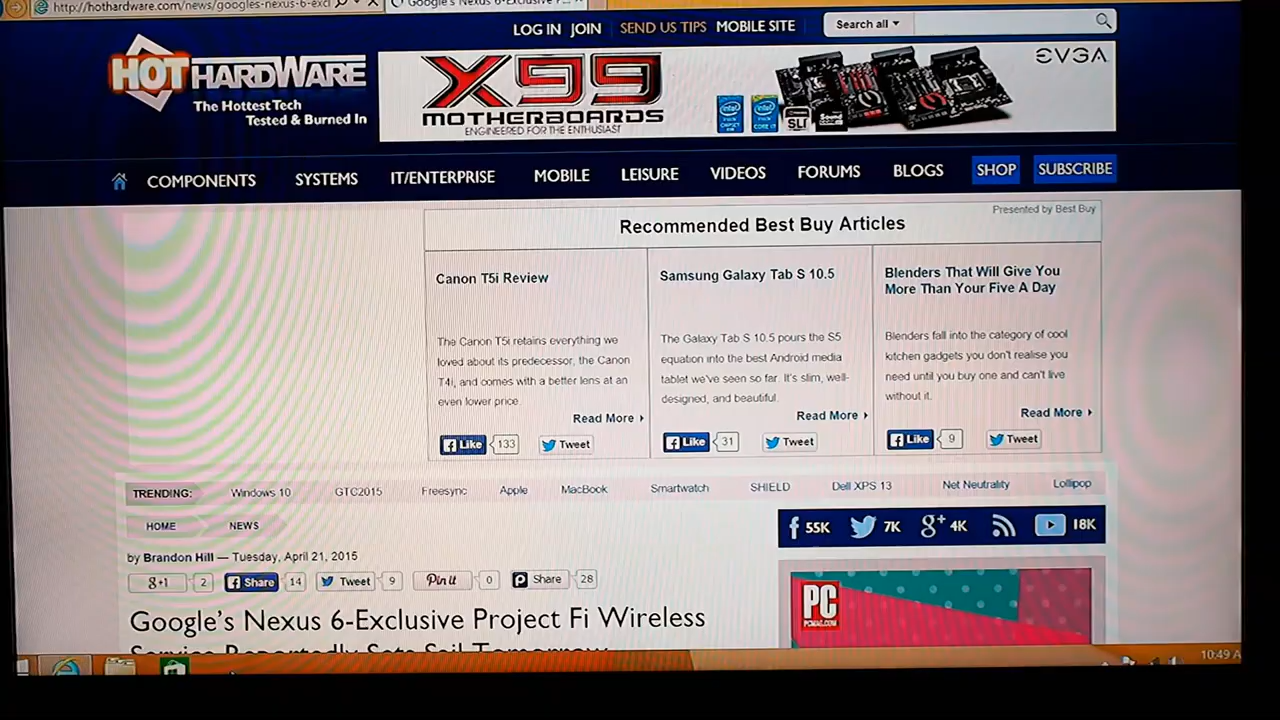 http://hothardware.com/news/googles-nexus-6-excl
Google's Nexus 6-Exclusive P...
LOG IN JOIN SEND US TIPS MOBILE SITE Search all
HOT HARDWARE
The Hottest Tech
Tested & Burned In
X99
MOTHERBOARDS
ENGINEERED FOR THE ENTHUSIAST
SLI
EVGA
COMPONENTS SYSTEMS IT/ENTERPRISE MOBILE LEISURE VIDEOS FORUMS BLOGS SHOP SUBSCRIBE
Presented by Best Buy
Recommended Best Buy Articles
Canon T5i Review
The Canon T5i retains everything we
loved about its predecessor, the Canon
T4i, and comes with a better lens at an
even lower price.
Read More
Like 133 Tweet
Samsung Galaxy Tab S 10.5
The Galaxy Tab S 10.5 pours the S5
equation into the best Android media
tablet we've seen so far. It's slim, well-
designed, and beautiful.
Read More
Like 31 Tweet
Blenders That Will Give You
More Than Your Five A Day
Blenders fall into the category of cool
kitchen gadgets you don't realise you
need until you buy one and can't live
without it.
Read More
Like 9 Tweet
TRENDING: Windows 10 GTC2015 Freesync Apple MacBook Smartwatch SHIELD Dell XPS 13 Net Neutrality Lollipop
HOME NEWS
55K 7K g+ 4K 18K
by Brandon Hill — Tuesday, April 21, 2015
g+1 2 Share 14 Tweet 9 Pin it 0 Share 28
Google's Nexus 6-Exclusive Project Fi Wireless
Service Reportedly Sets Sail Tomorrow
PC
PCMAG.COM
10:49 A